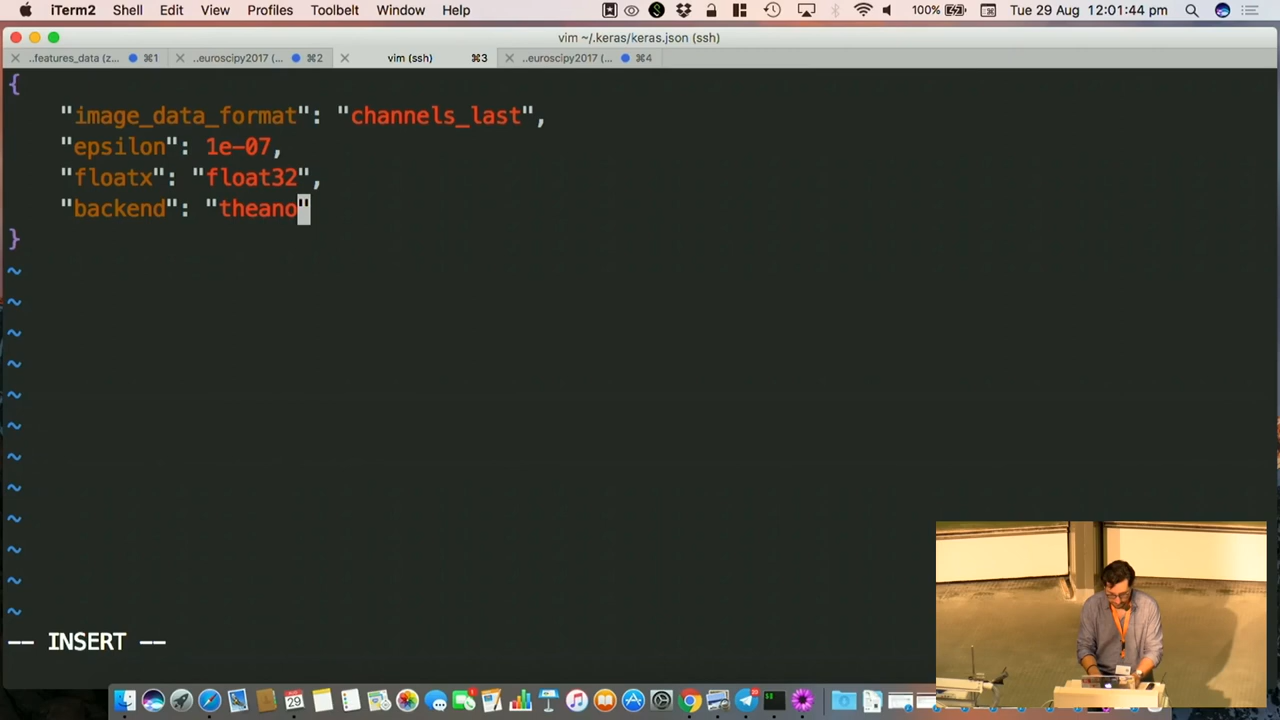 iTerm2 Shell Edit View Profiles Toolbelt Window Help 100% Tue 29 Aug 12:01:44 pm
vim ~/.keras/keras.json (ssh)
..features_data (z... ⌘1 ..euroscipy2017 (... ⌘2 vim (ssh) ⌘3 ..euroscipy2017 (... ⌘4
{
"image_data_format": "channels_last",
"epsilon": 1e-07,
"floatx": "float32",
"backend": "theano"
}
~
~
~
~
~
~
~
~
~
~
~
~
-- INSERT --
29